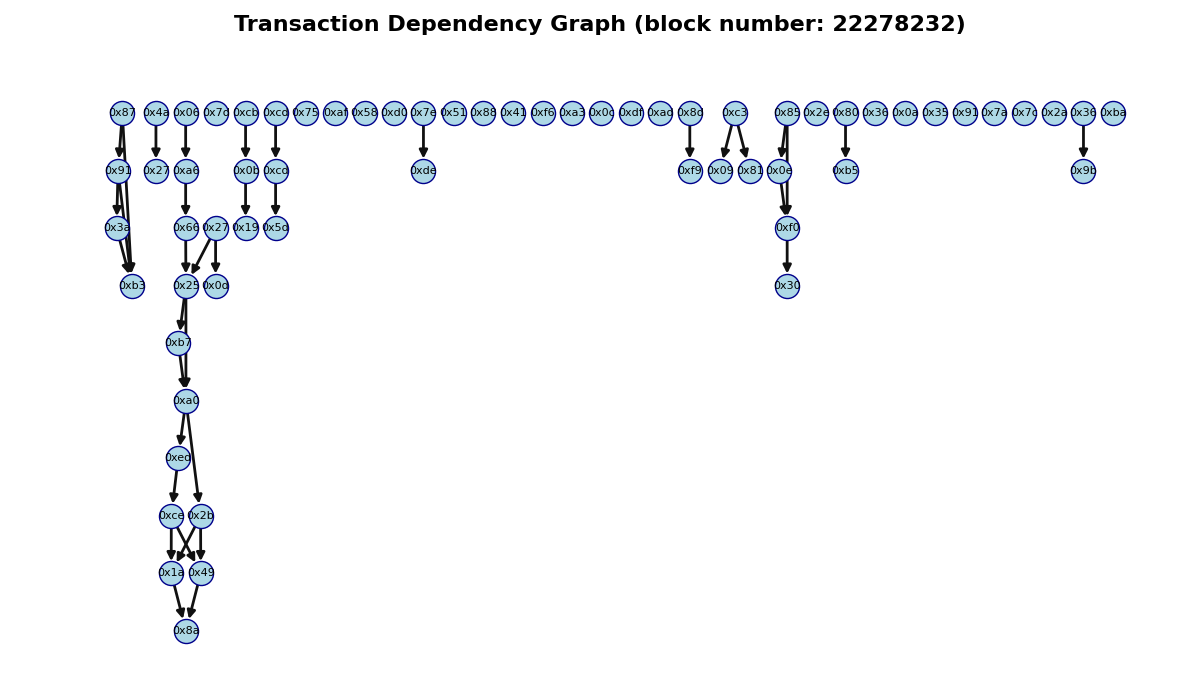 Transaction Dependency Graph (block number: 22278232)
0x87 0x4a 0x06 0x7d 0xcb 0xcd 0x75 0xaf 0x58 0xd0 0x7e 0x51 0x88 0x41 0xf6 0xa3 0x0c 0xdf 0xad 0x8d 0xc3 0x85 0x2e 0x80 0x36 0x0a 0x35 0x91 0x7a 0x7c 0x2a 0x36 0xba
0x91 0x27 0xa6 0x0b 0xcd 0xde 0xf9 0x09 0x81 0x0e 0xb5 0x9b
0x3a 0x66 0x27 0x19 0x5d 0xf0
0xb3 0x25 0x0d 0x30
0xb7
0xa0
0xed
0xce 0x2b
0x1a 0x49
0x8a